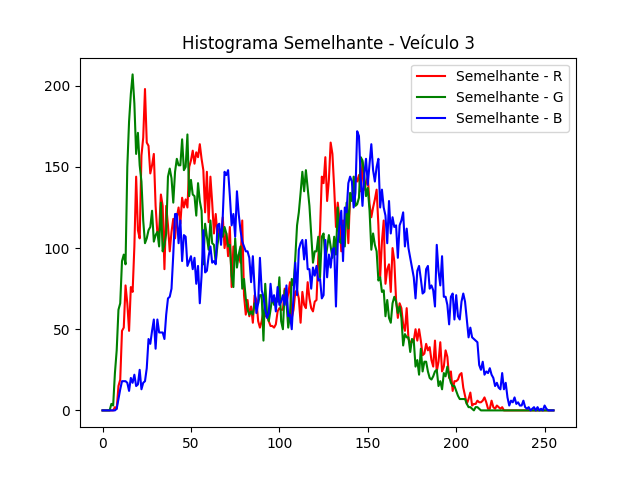 Histograma Semelhante - Veículo 3
Semelhante - R
Semelhante - G
Semelhante - B
200
150
100
50
0
0 50 100 150 200 250